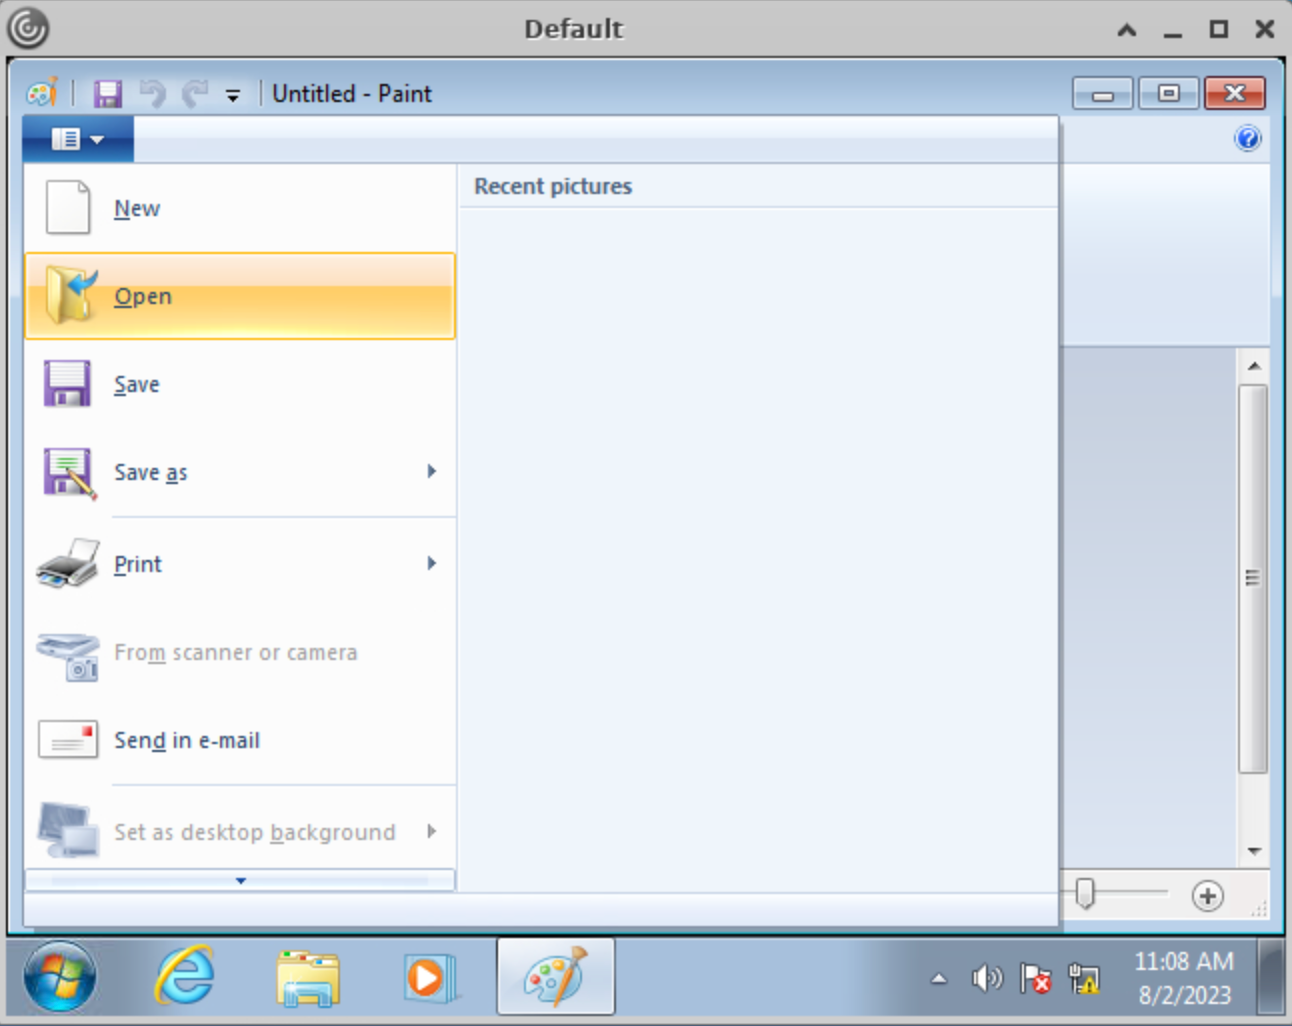 Default
Untitled - Paint
New
Recent pictures
Open
Save
Save as
Print
From scanner or camera
Send in e-mail
Set as desktop background
11:08 AM
8/2/2023